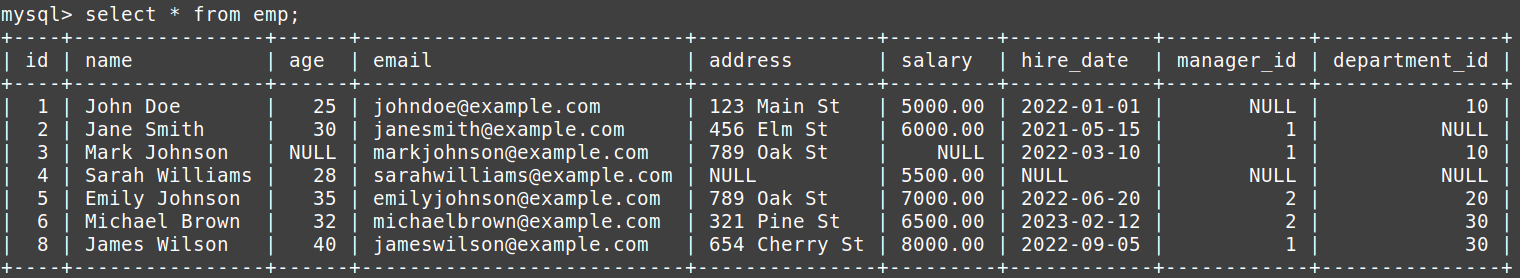 mysql> select * from emp;
+----+----------------+------+---------------------------+---------------+---------+------------+------------+---------------+
| id | name           | age  | email                     | address       | salary  | hire_date  | manager_id | department_id |
+----+----------------+------+---------------------------+---------------+---------+------------+------------+---------------+
|  1 | John Doe       |   25 | johndoe@example.com       | 123 Main St   | 5000.00 | 2022-01-01 |       NULL |            10 |
|  2 | Jane Smith     |   30 | janesmith@example.com     | 456 Elm St    | 6000.00 | 2021-05-15 |          1 |          NULL |
|  3 | Mark Johnson   | NULL | markjohnson@example.com   | 789 Oak St    |    NULL | 2022-03-10 |          1 |            10 |
|  4 | Sarah Williams |   28 | sarahwilliams@example.com | NULL          | 5500.00 | NULL       |       NULL |          NULL |
|  5 | Emily Johnson  |   35 | emilyjohnson@example.com  | 789 Oak St    | 7000.00 | 2022-06-20 |          2 |            20 |
|  6 | Michael Brown  |   32 | michaelbrown@example.com  | 321 Pine St   | 6500.00 | 2023-02-12 |          2 |            30 |
|  8 | James Wilson   |   40 | jameswilson@example.com   | 654 Cherry St | 8000.00 | 2022-09-05 |          1 |            30 |
+----+----------------+------+---------------------------+---------------+---------+------------+------------+---------------+